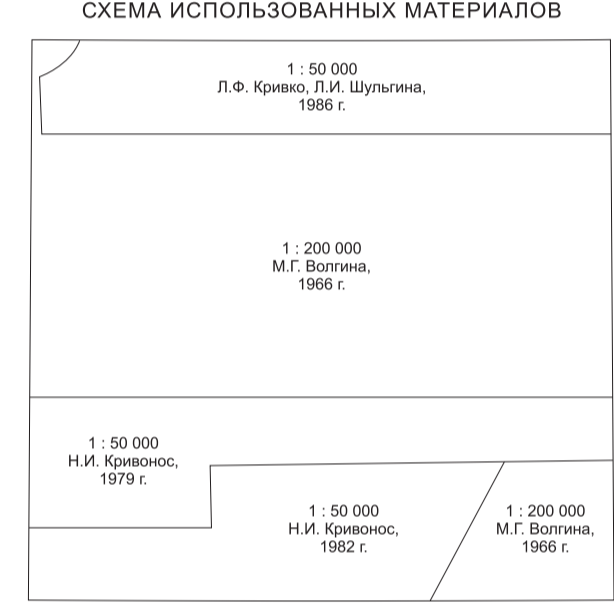 СХЕМА ИСПОЛЬЗОВАННЫХ МАТЕРИАЛОВ
1 : 50 000
Л.Ф. Кривко, Л.И. Шульгина,
1986 г.
1 : 200 000
М.Г. Волгина,
1966 г.
1 : 50 000
Н.И. Кривонос,
1979 г.
1 : 50 000
Н.И. Кривонос,
1982 г.
1 : 200 000
М.Г. Волгина,
1966 г.